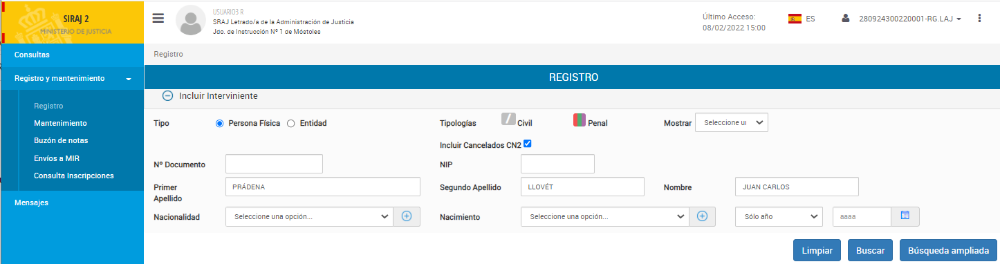 SIRAJ 2
MINISTERIO DE JUSTICIA
USUARIO3 R
SRAJ Letrado/a de la Administración de Justicia
Jdo. de Instrucción Nº 1 de Móstoles
Último Acceso:
08/02/2022 15:00
ES
280924300220001-RG.LAJ
Consultas
Registro y mantenimiento
Registro
Mantenimiento
Buzón de notas
Envíos a MIR
Consulta Inscripciones
Mensajes
Registro
REGISTRO
Incluir Interviniente
Tipo Persona Física Entidad Tipologías Civil Penal Mostrar Seleccione ui
Incluir Cancelados CN2
Nº Documento NIP
Primer Apellido PRÁDENA Segundo Apellido LLOVÉT Nombre JUAN CARLOS
Nacionalidad Seleccione una opción... Nacimiento Seleccione una opción... Sólo año aaaa
Limpiar Buscar Búsqueda ampliada